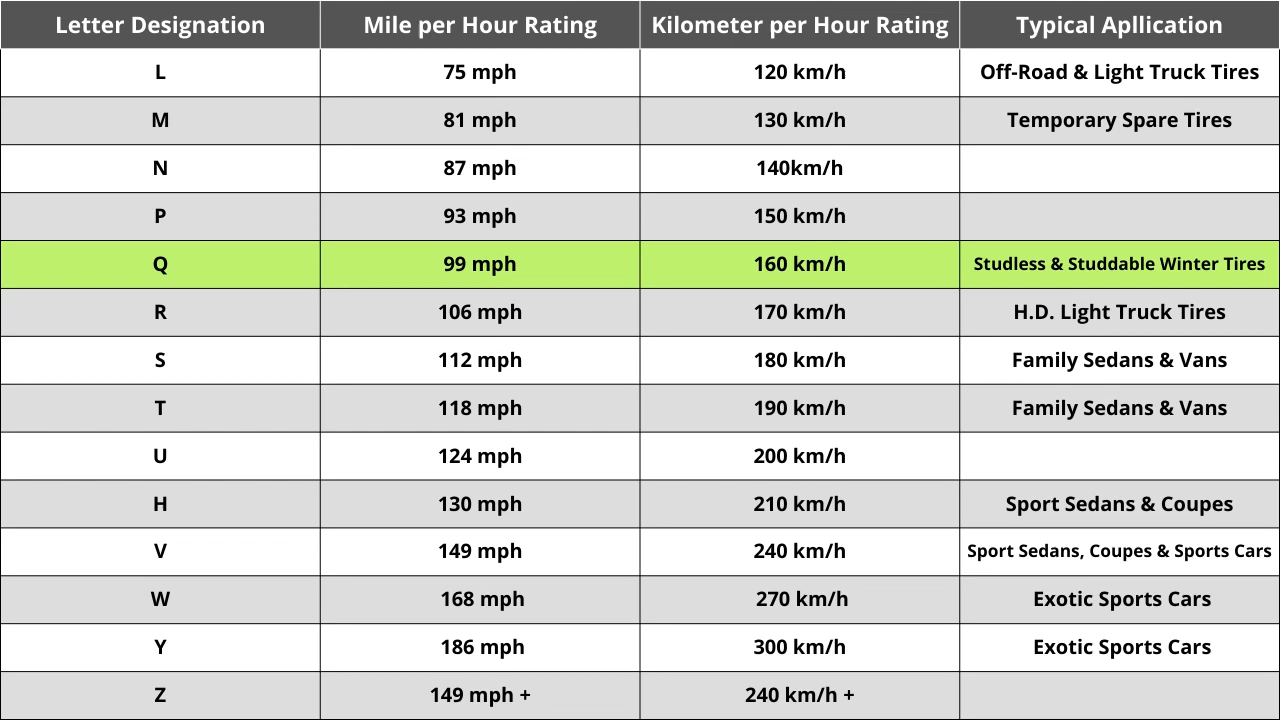 Letter Designation Mile per Hour Rating Kilometer per Hour Rating Typical Apllication
L 75 mph 120 km/h Off-Road & Light Truck Tires
M 81 mph 130 km/h Temporary Spare Tires
N 87 mph 140km/h
P 93 mph 150 km/h
Q 99 mph 160 km/h Studless & Studdable Winter Tires
R 106 mph 170 km/h H.D. Light Truck Tires
S 112 mph 180 km/h Family Sedans & Vans
T 118 mph 190 km/h Family Sedans & Vans
U 124 mph 200 km/h
H 130 mph 210 km/h Sport Sedans & Coupes
V 149 mph 240 km/h Sport Sedans, Coupes & Sports Cars
W 168 mph 270 km/h Exotic Sports Cars
Y 186 mph 300 km/h Exotic Sports Cars
Z 149 mph + 240 km/h +